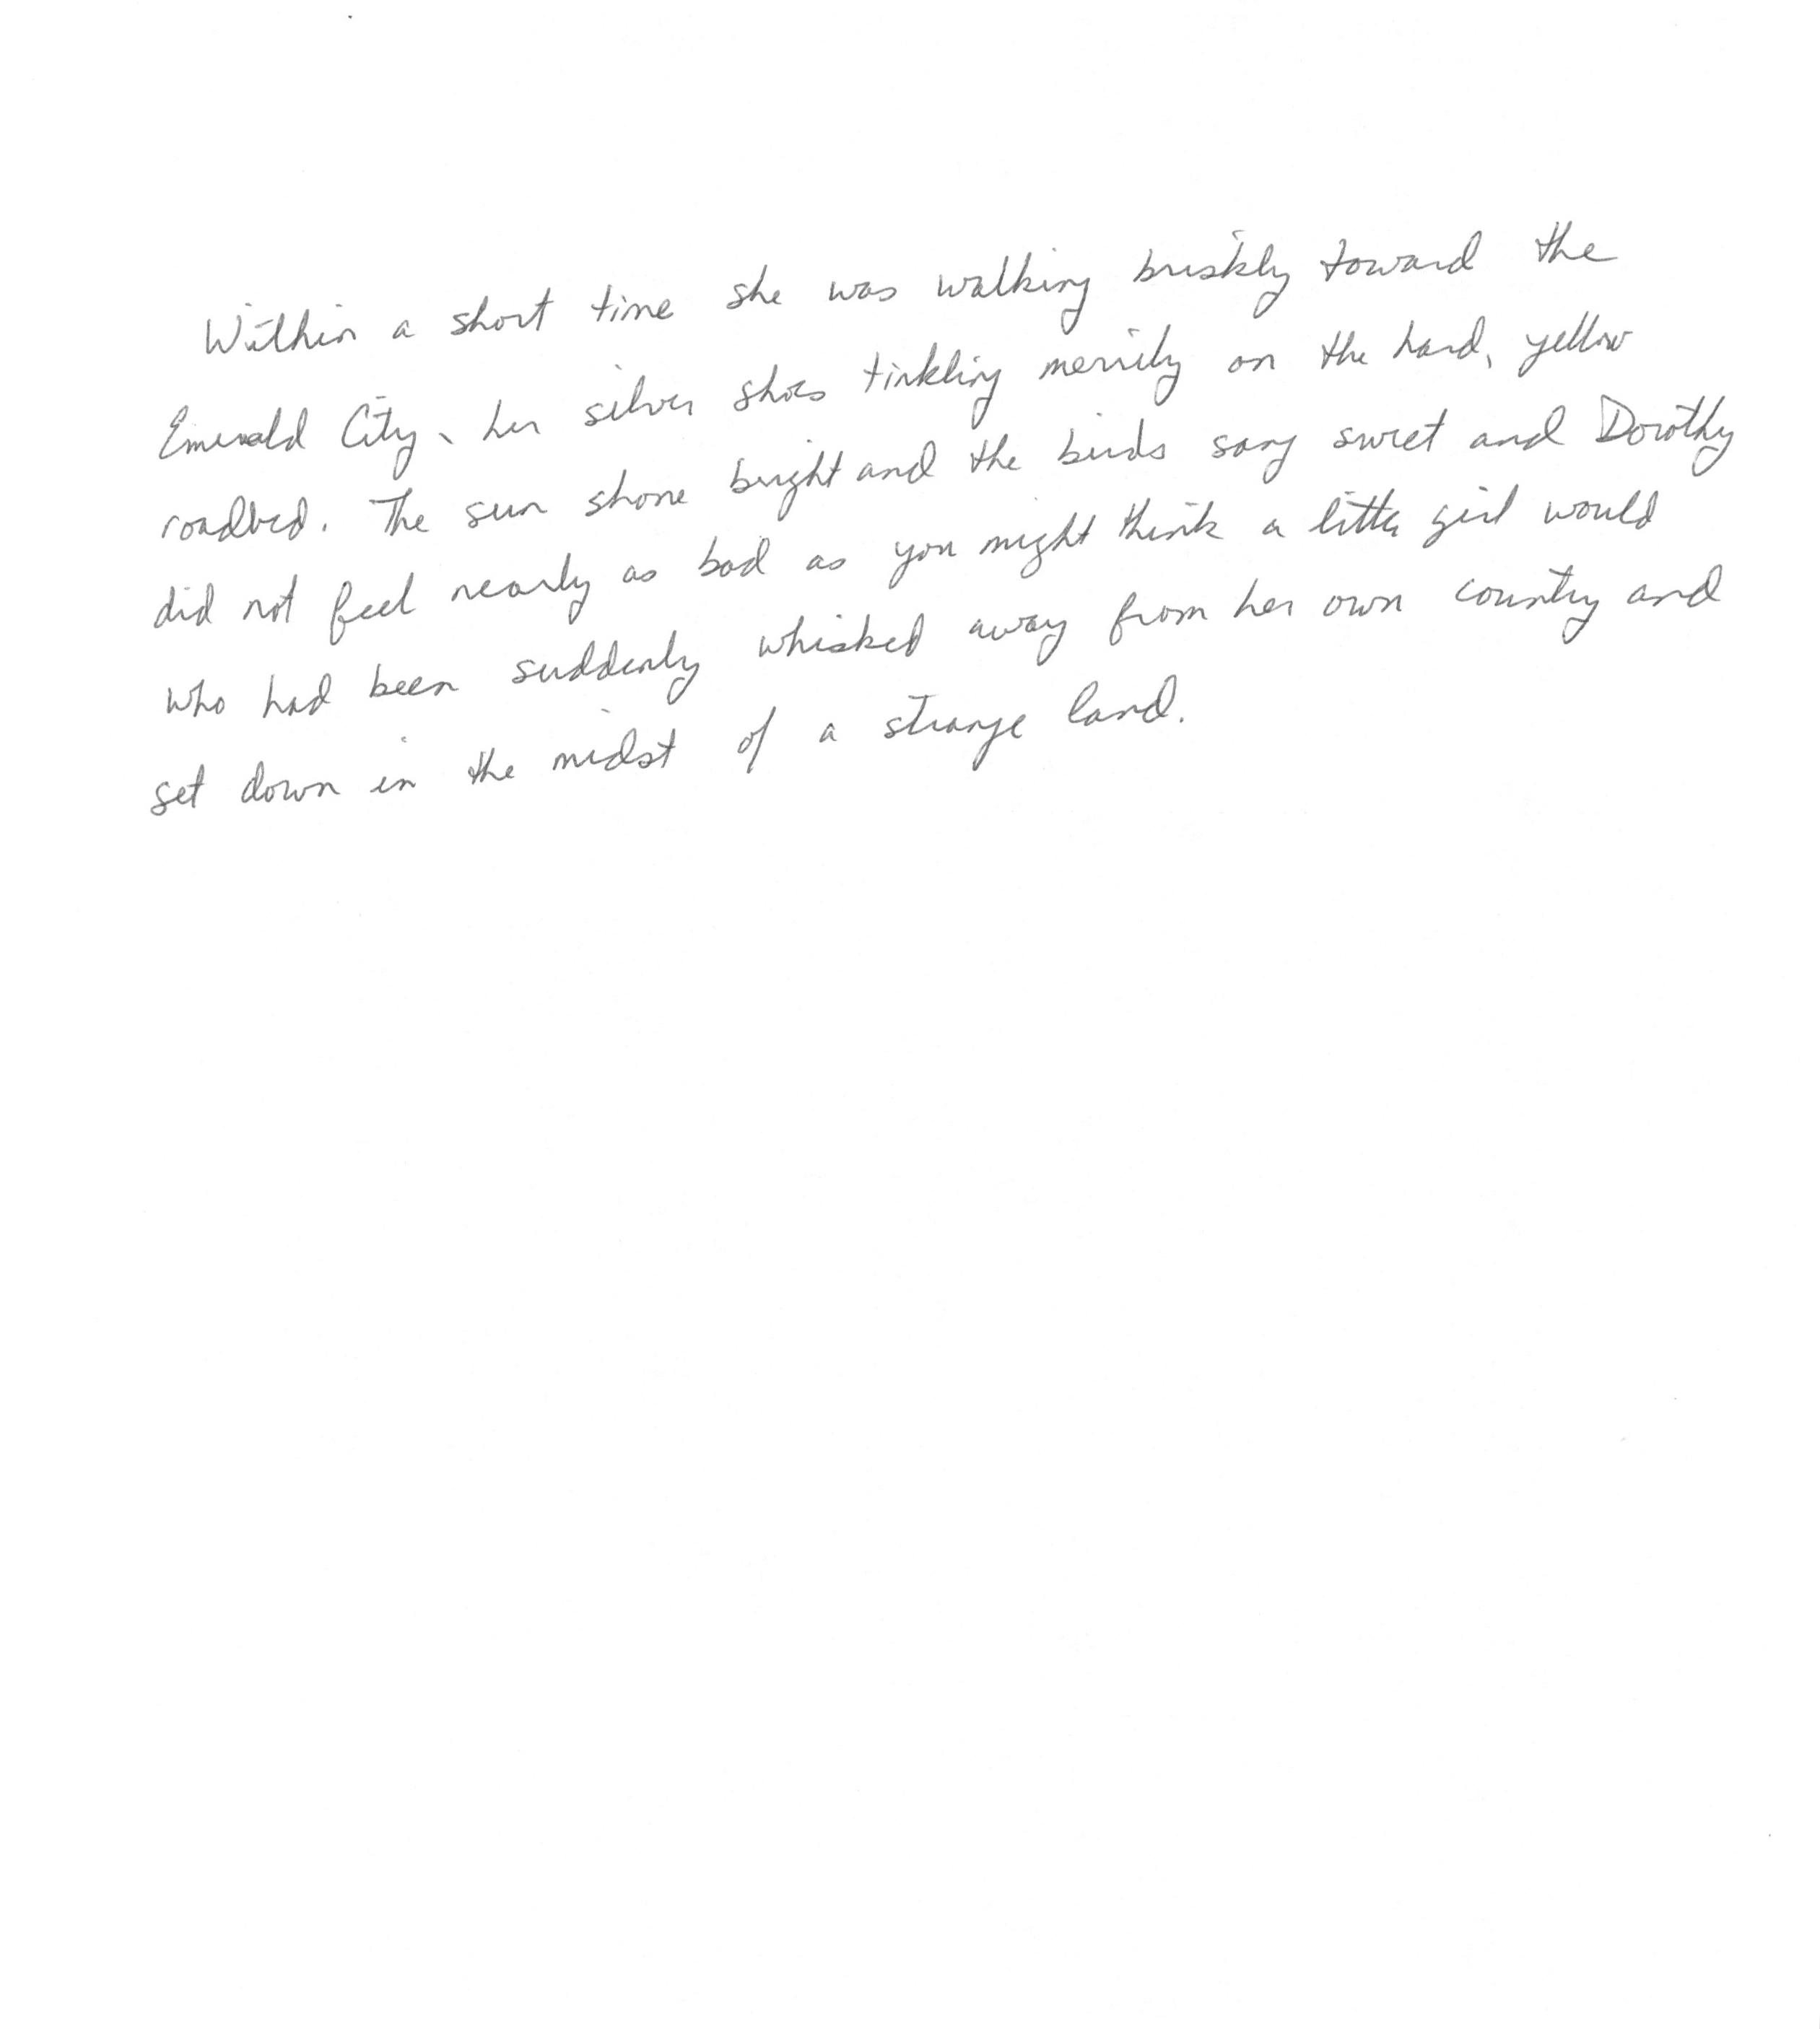 Within a short time she was walking briskly toward the
Emerald City, her silver shoes tinkling merrily on the hard, yellow
roadbed. The sun shone bright and the birds sang sweet and Dorothy
did not feel nearly as bad as you might think a little girl would
who had been suddenly whisked away from her own country and
set down in the midst of a strange land.